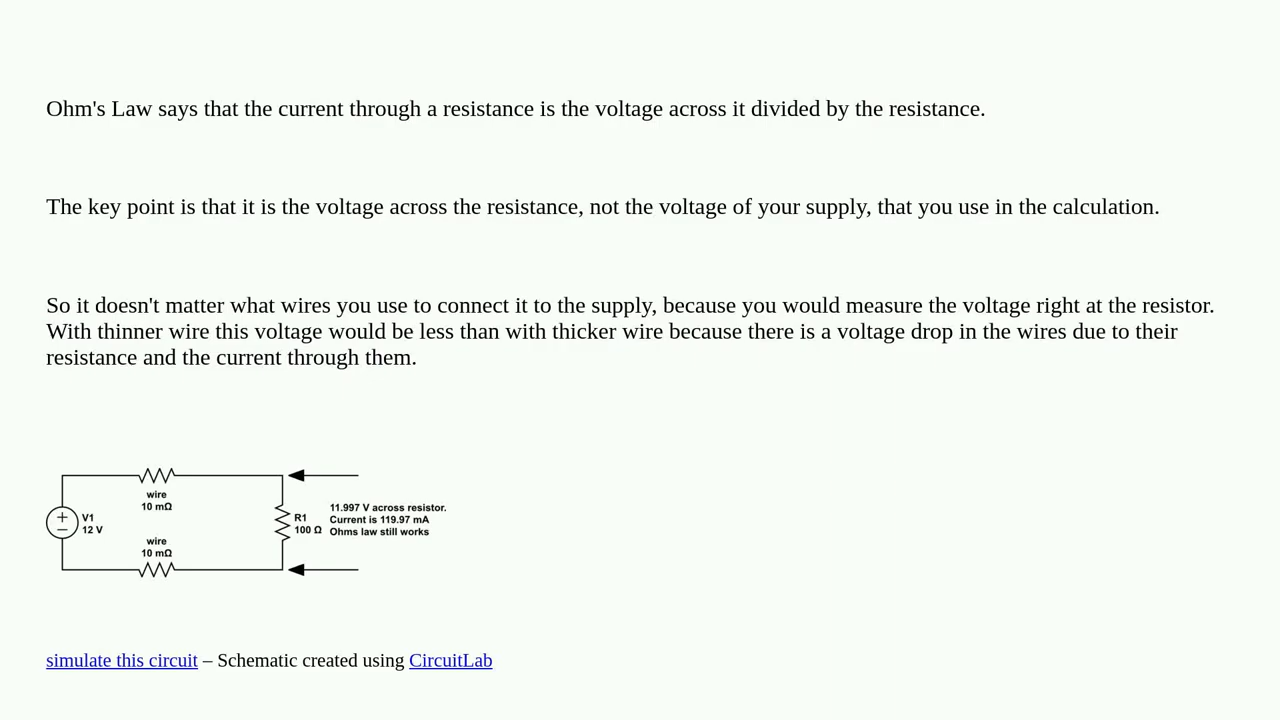 Ohm's Law says that the current through a resistance is the voltage across it divided by the resistance.
The key point is that it is the voltage across the resistance, not the voltage of your supply, that you use in the calculation.
So it doesn't matter what wires you use to connect it to the supply, because you would measure the voltage right at the resistor.
With thinner wire this voltage would be less than with thicker wire because there is a voltage drop in the wires due to their
resistance and the current through them.
wire
10 mΩ
V1
12 V
wire
10 mΩ
R1
100 Ω
11.997 V across resistor.
Current is 119.97 mA
Ohms law still works
simulate this circuit – Schematic created using CircuitLab